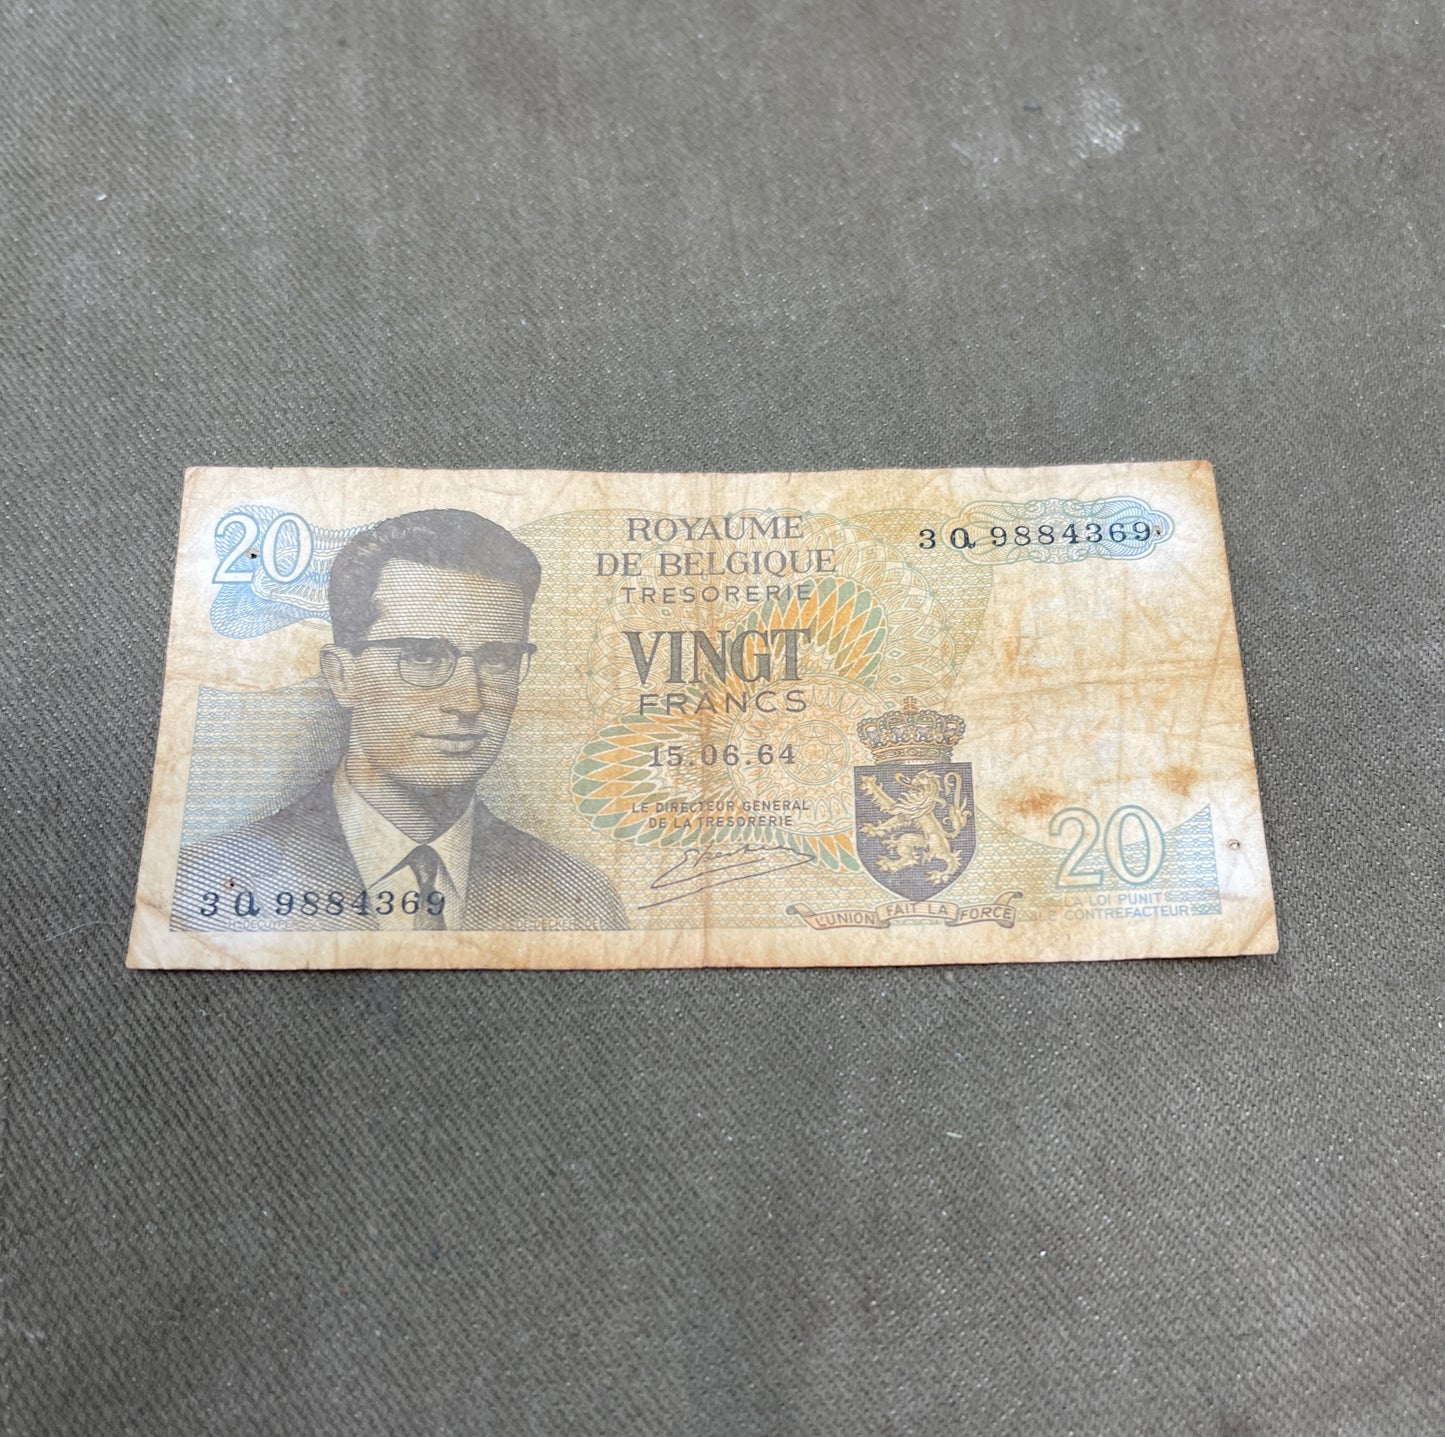 20
ROYAUME
DE BELGIQUE
TRESORERIE
3 Q 9884369
VINGT
FRANCS
15.06.64
LE DIRECTEUR GENERAL
DE LA TRESORERIE
3 Q 9884369
L'UNION FAIT LA FORCE
20
LA LOI PUNIT
LE CONTREFACTEUR